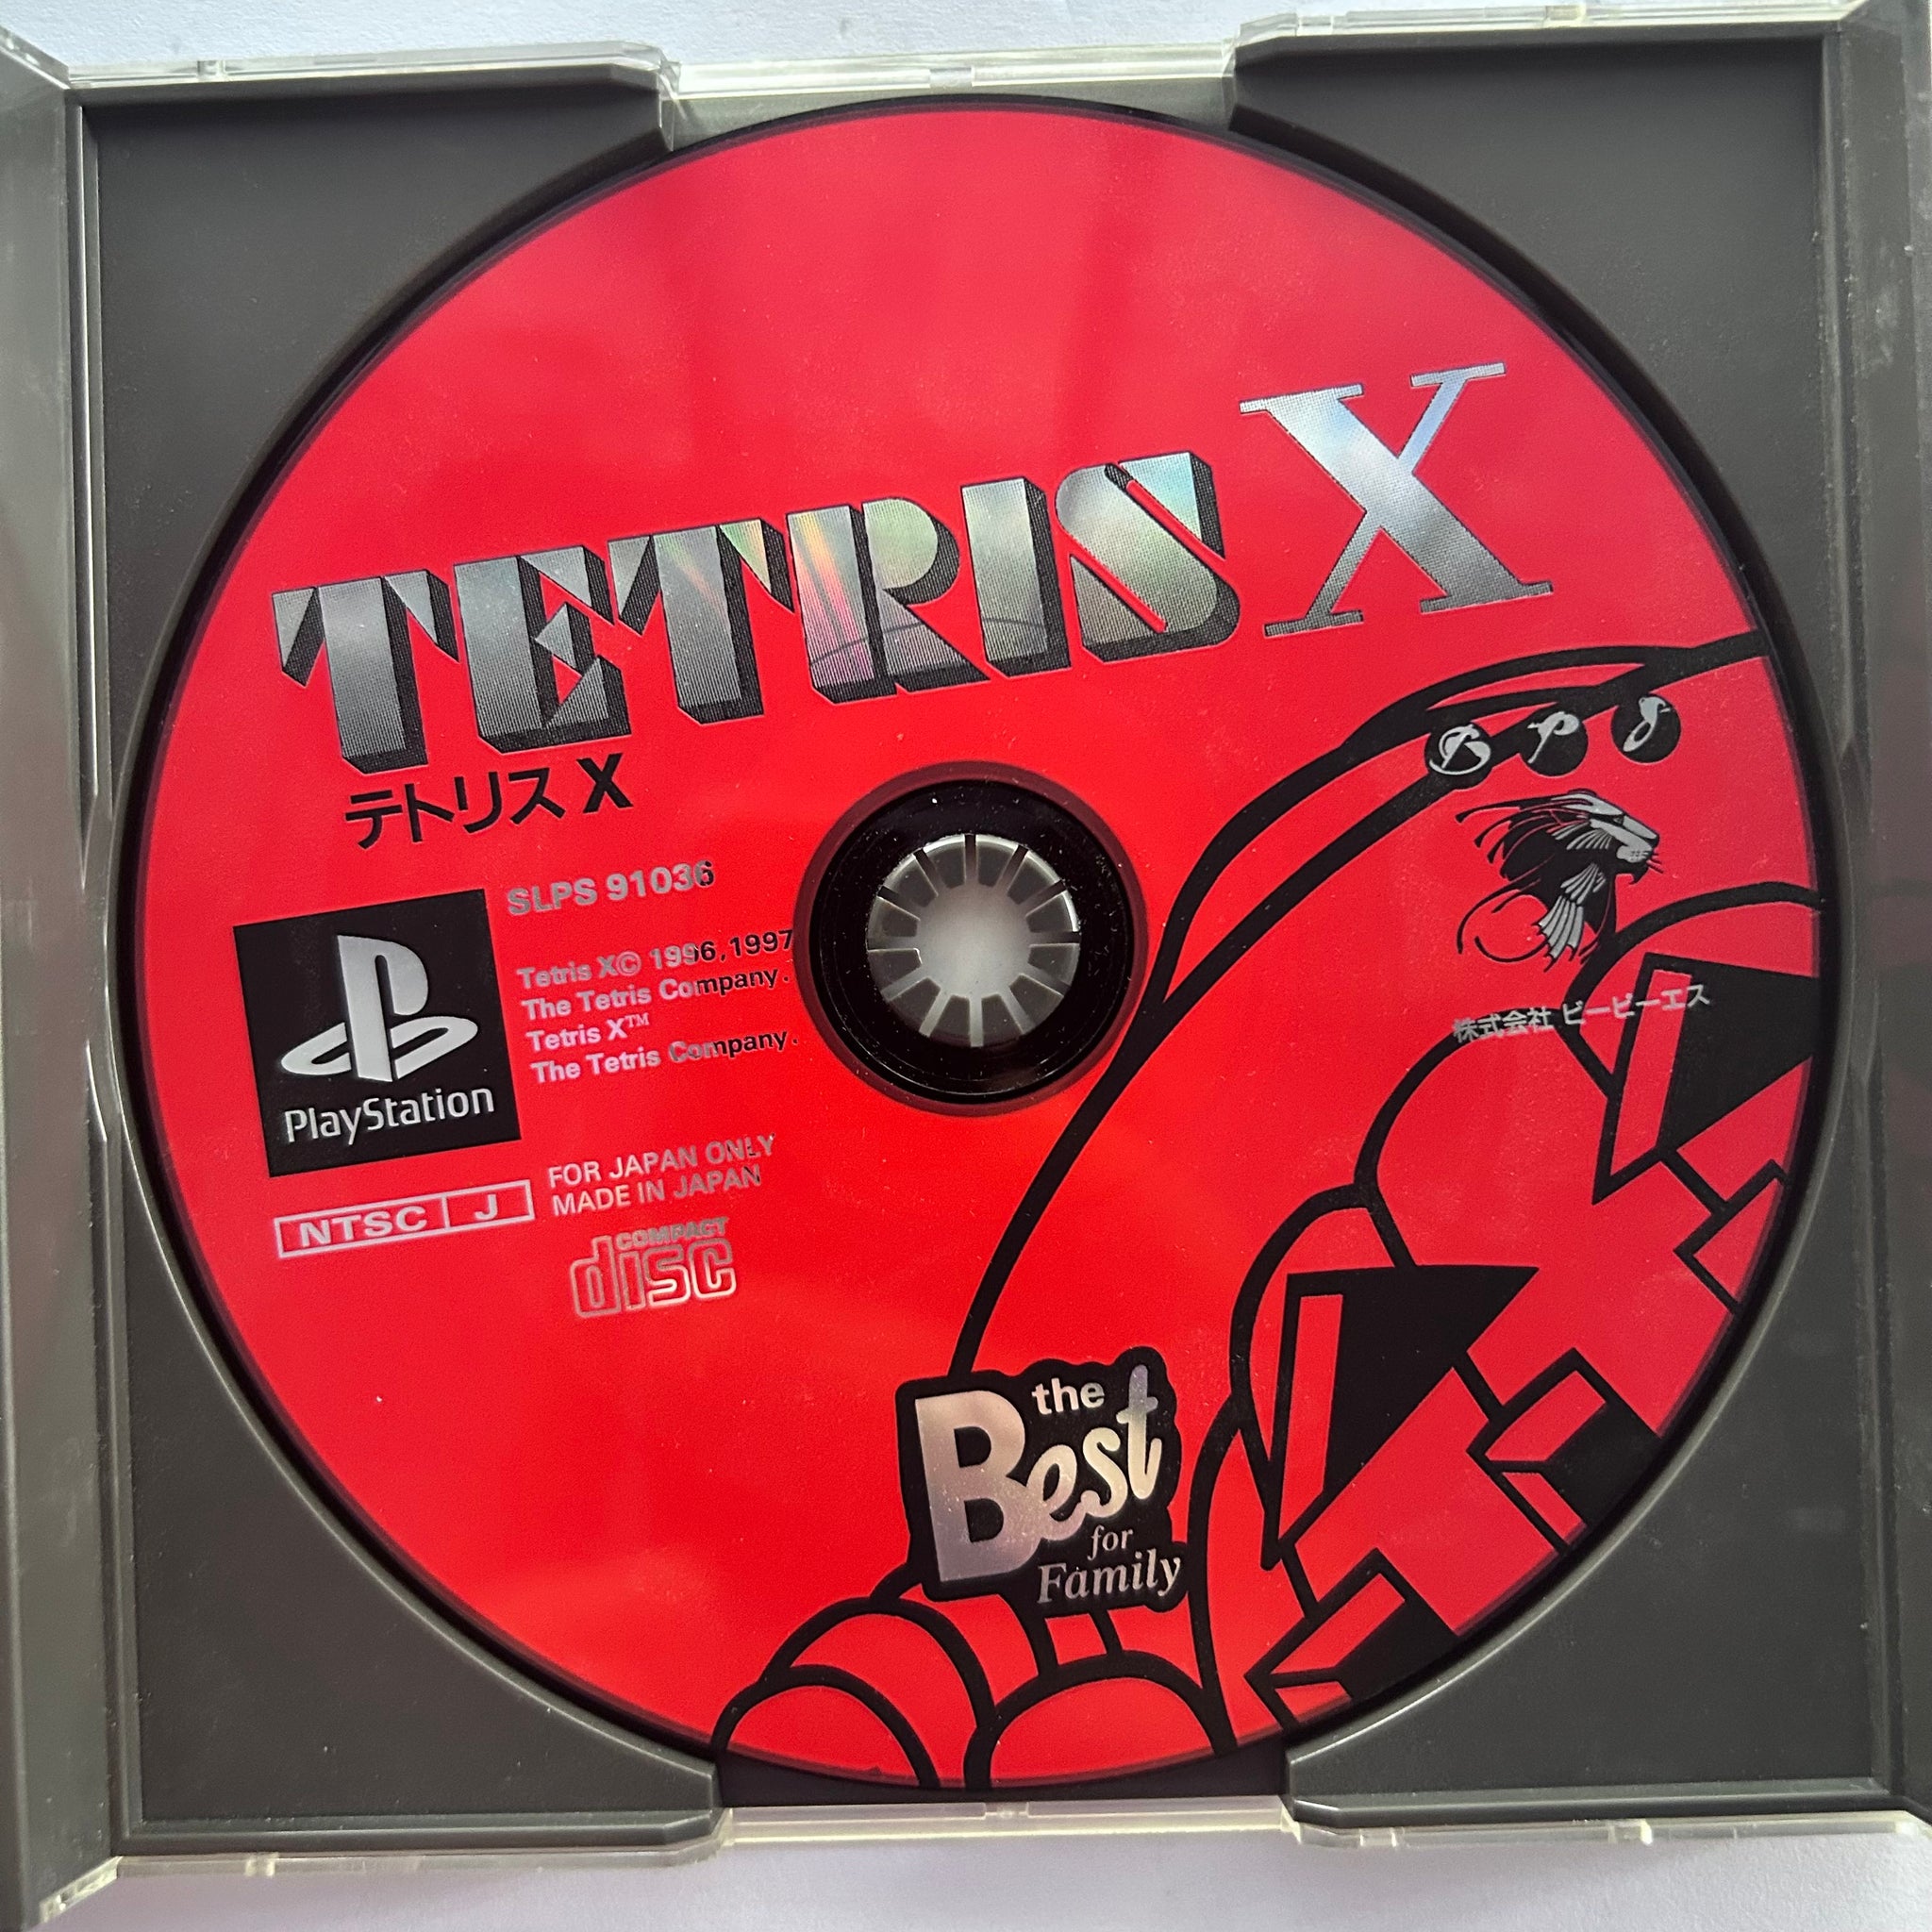 TETRIS X
テトリス X
BPS
SLPS 91036
Tetris X© 1996,1997
The Tetris Company.
Tetris X™
The Tetris Company.
株式会社 ビーピーエス
PlayStation
NTSC J
FOR JAPAN ONLY
MADE IN JAPAN
COMPACT
disc
the
Best
for
Family